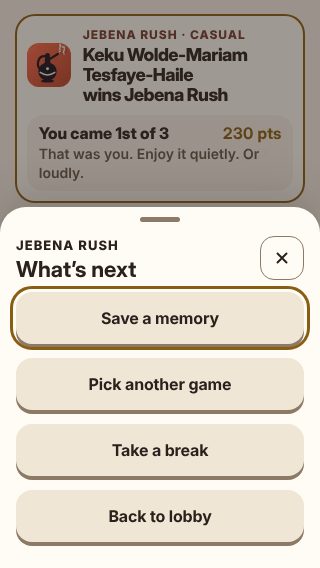 JEBENA RUSH · CASUAL
Keku Wolde-Mariam
Tesfaye-Haile
wins Jebena Rush
You came 1st of 3
230 pts
That was you. Enjoy it quietly. Or
loudly.
JEBENA RUSH
What’s next
Save a memory
Pick another game
Take a break
Back to lobby